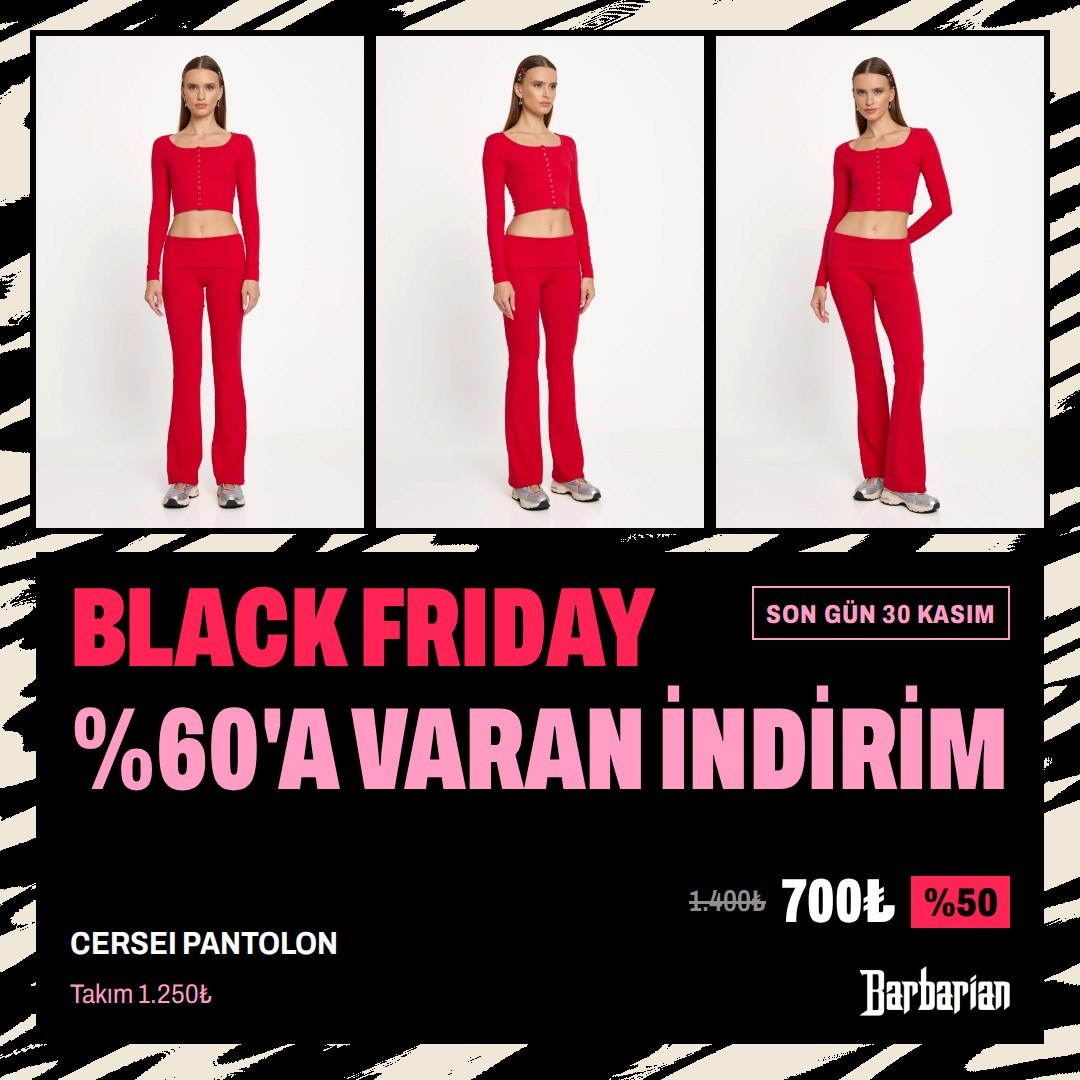 BLACK FRIDAY
SON GÜN 30 KASIM
%60'A VARAN İNDİRİM
1.400₺ 700₺ %50
CERSEI PANTOLON
Takım 1.250₺
Barbarian